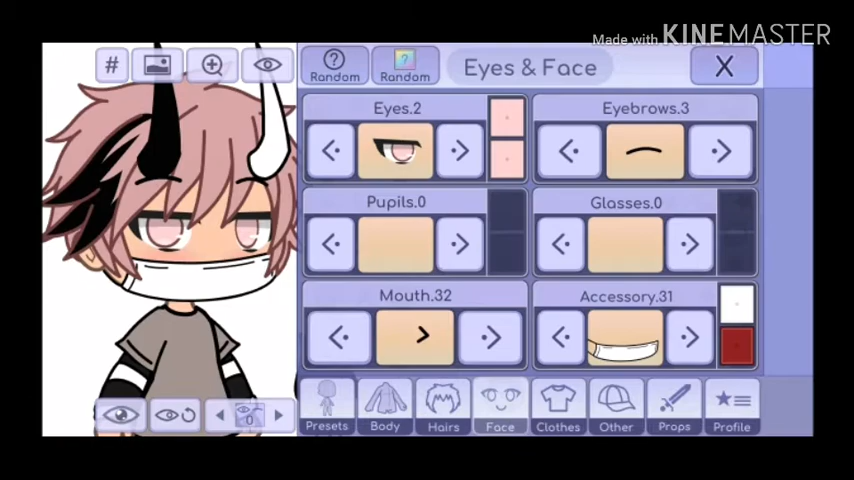 Made with KINEMASTER
#
? Random
? Random
Eyes & Face
X
Eyes.2
Eyebrows.3
Pupils.0
Glasses.0
Mouth.32
Accessory.31
0
Presets
Body
Hairs
Face
Clothes
Other
Props
Profile